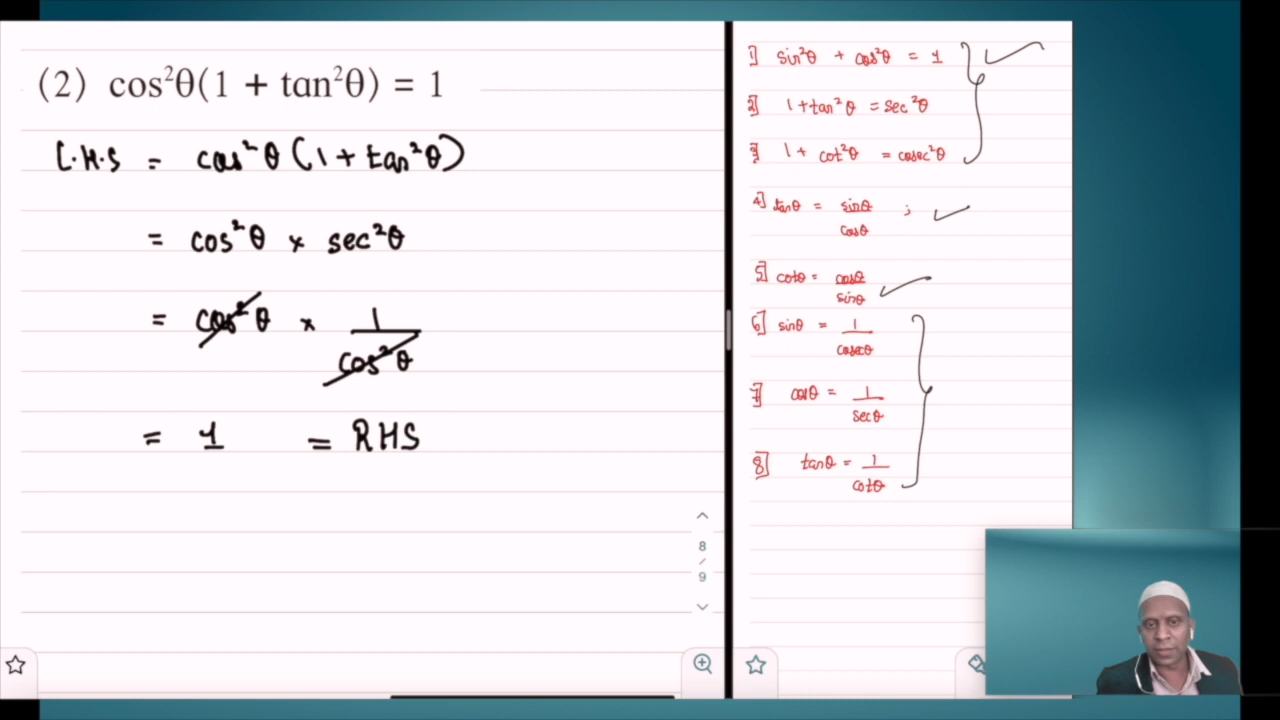 (2) cos²θ(1 + tan²θ) = 1
L.H.S = cos²θ (1 + tan²θ)
= cos²θ × sec²θ
= cos²θ × 1/cos²θ
= 1 = RHS
8
/
9
1] sin²θ + cos²θ = 1
2] 1 + tan²θ = sec²θ
3] 1 + cot²θ = cosec²θ
4] tanθ = sinθ/cosθ ;
5] cotθ = cosθ/sinθ
6] sinθ = 1/cosecθ
7] cosθ = 1/secθ
8] tanθ = 1/cotθ